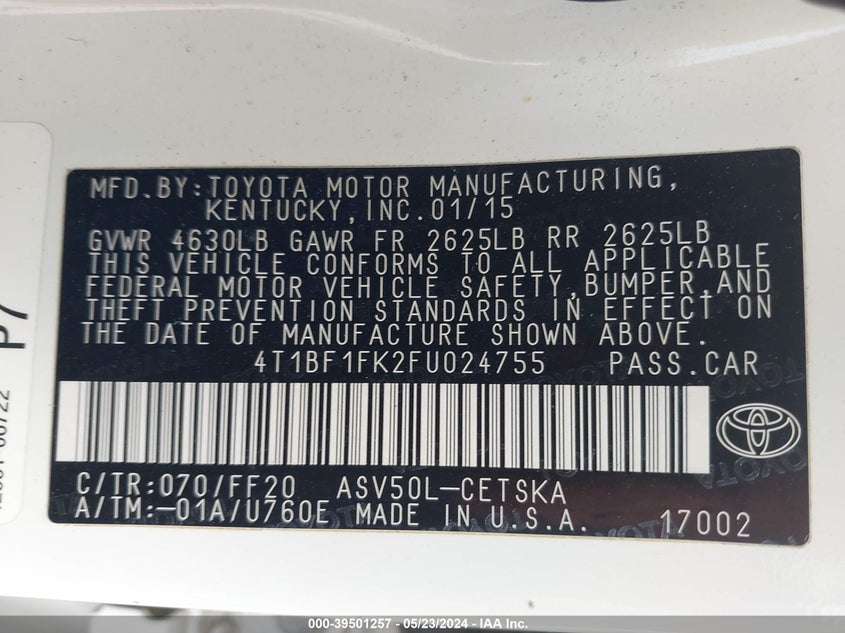 MFD.BY:TOYOTA MOTOR MANUFACTURING,
KENTUCKY,INC.01/15
GVWR 4630LB GAWR FR 2625LB RR 2625LB
THIS VEHICLE CONFORMS TO ALL APPLICABLE
FEDERAL MOTOR VEHICLE SAFETY,BUMPER,AND
THEFT PREVENTION STANDARDS IN EFFECT ON
THE DATE OF MANUFACTURE SHOWN ABOVE.
4T1BF1FK2FU024755 PASS.CAR
C/TR:070/FF20 ASV50L-CETSKA
A/TM:-01A/U760E MADE IN U.S.A. 17002
P7
000-39501257 - 05/23/2024 - IAA Inc.